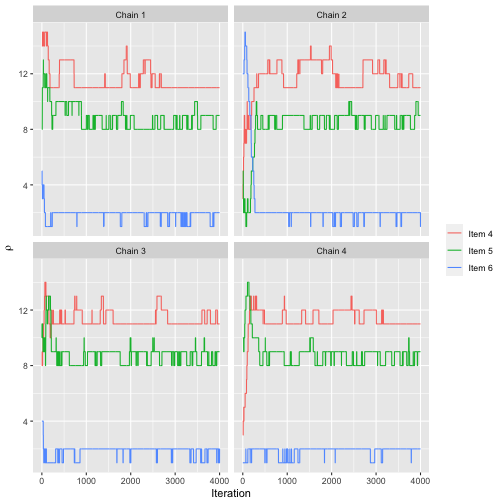 Chain 1
Chain 2
12
8
4
Chain 3
Chain 4
12
8
4
0 1000 2000 3000 4000
0 1000 2000 3000 4000
Iteration
ρ
Item 4
Item 5
Item 6